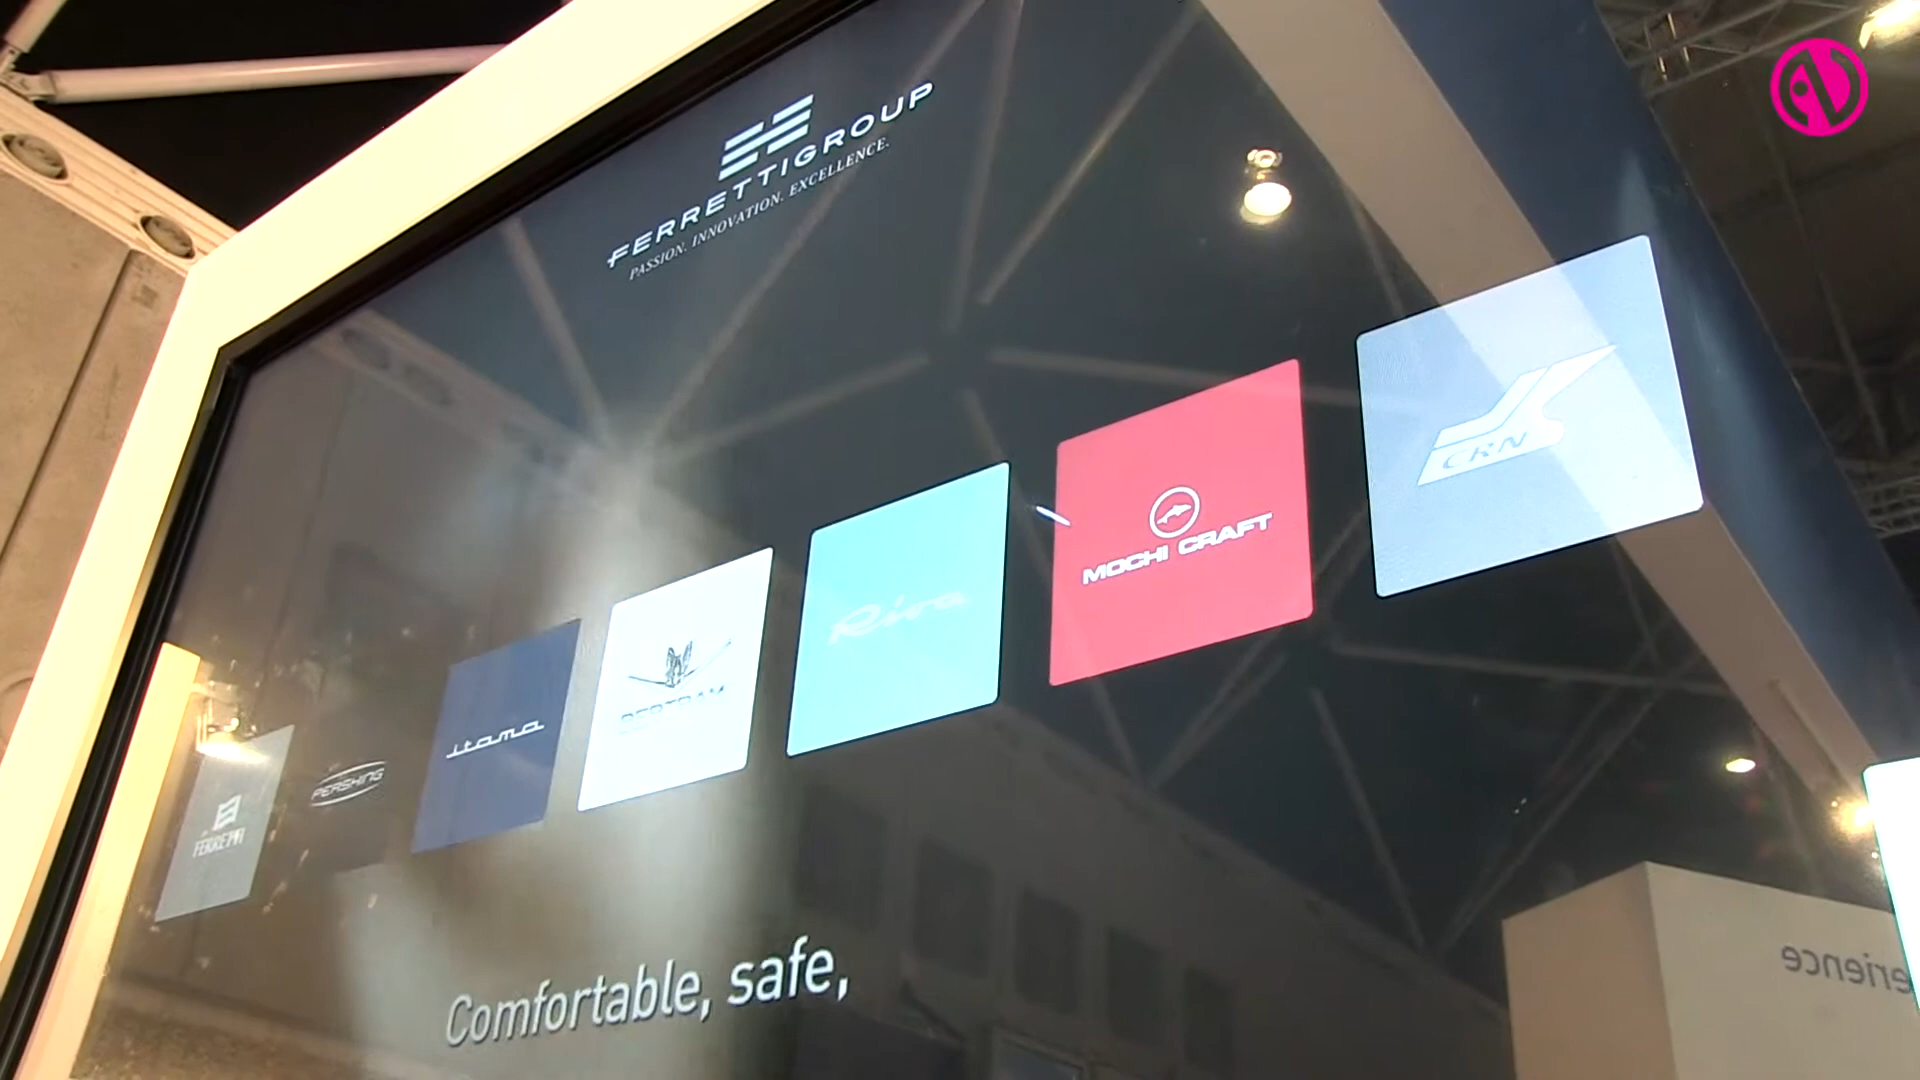 FERRETTIGROUP
PASSION. INNOVATION. EXCELLENCE.
CRN
MOCHI CRAFT
Riva
BERTRAM
itama
PERSHING
FERRETTI
Comfortable, safe,
erience